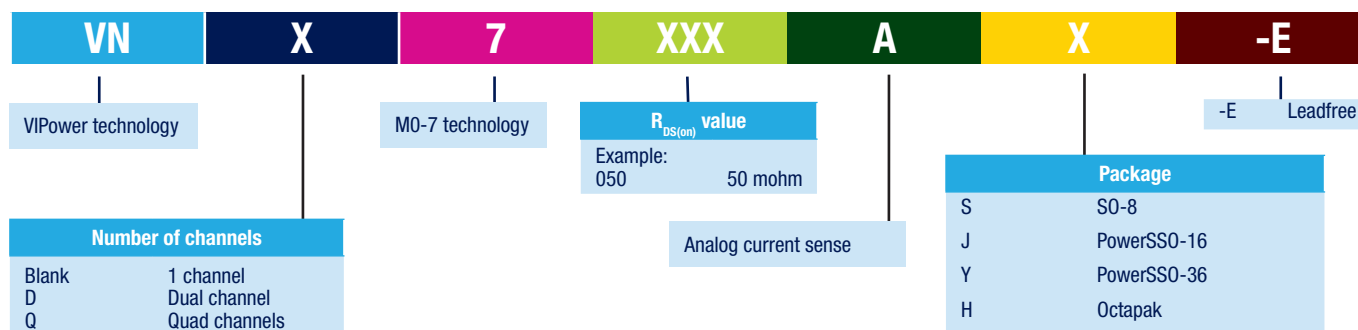 VN X 7 XXX A X -E
VIPower technology
M0-7 technology
R_DS(on) value
Example:
050 50 mohm
-E Leadfree
Number of channels
Blank 1 channel
D Dual channel
Q Quad channels
Analog current sense
Package
S SO-8
J PowerSSO-16
Y PowerSSO-36
H Octapak